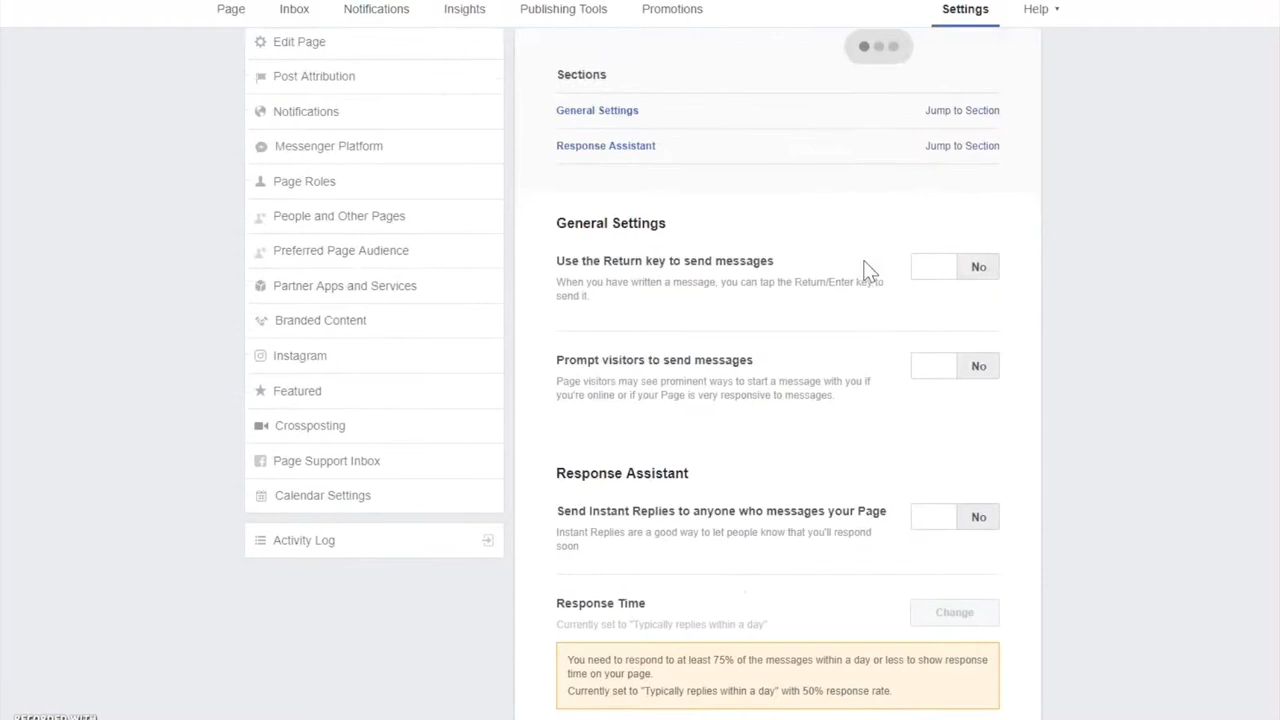 Page Inbox Notifications Insights Publishing Tools Promotions Settings Help
Edit Page
Post Attribution
Notifications
Messenger Platform
Page Roles
People and Other Pages
Preferred Page Audience
Partner Apps and Services
Branded Content
Instagram
Featured
Crossposting
Page Support Inbox
Calendar Settings
Activity Log
Sections
General Settings Jump to Section
Response Assistant Jump to Section
General Settings
Use the Return key to send messages No
When you have written a message, you can tap the Return/Enter key to
send it.
Prompt visitors to send messages No
Page visitors may see prominent ways to start a message with you if
you're online or if your Page is very responsive to messages.
Response Assistant
Send Instant Replies to anyone who messages your Page No
Instant Replies are a good way to let people know that you'll respond
soon
Response Time Change
Currently set to "Typically replies within a day"
You need to respond to at least 75% of the messages within a day or less to show response
time on your page.
Currently set to "Typically replies within a day" with 50% response rate.
RECORDED WITH